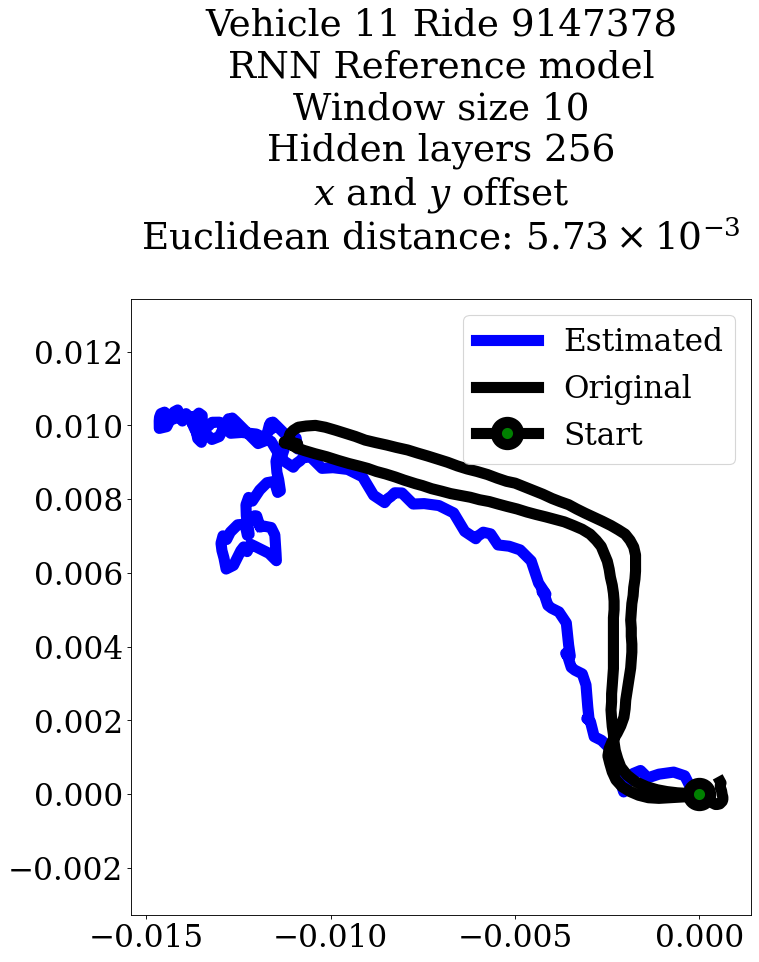 Vehicle 11 Ride 9147378
RNN Reference model
Window size 10
Hidden layers 256
x and y offset
Euclidean distance: 5.73 × 10⁻³
Estimated
Original
Start
0.012
0.010
0.008
0.006
0.004
0.002
0.000
−0.002
−0.015 −0.010 −0.005 0.000